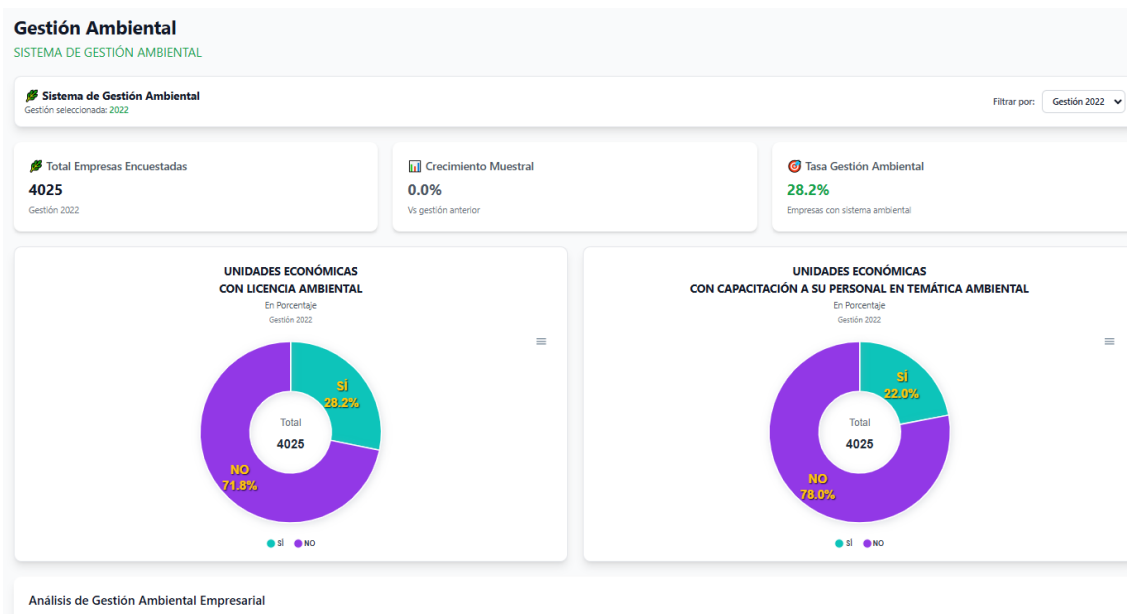 Gestión Ambiental
SISTEMA DE GESTIÓN AMBIENTAL
Sistema de Gestión Ambiental
Gestión seleccionada: 2022
Filtrar por:
Gestión 2022
Total Empresas Encuestadas
4025
Gestión 2022
Crecimiento Muestral
0.0%
Vs gestión anterior
Tasa Gestión Ambiental
28.2%
Empresas con sistema ambiental
UNIDADES ECONÓMICAS
CON LICENCIA AMBIENTAL
En Porcentaje
Gestión 2022
SÍ
28.2%
Total
4025
NO
71.8%
SÍ
NO
UNIDADES ECONÓMICAS
CON CAPACITACIÓN A SU PERSONAL EN TEMÁTICA AMBIENTAL
En Porcentaje
Gestión 2022
SÍ
22.0%
Total
4025
NO
78.0%
SÍ
NO
Análisis de Gestión Ambiental Empresarial